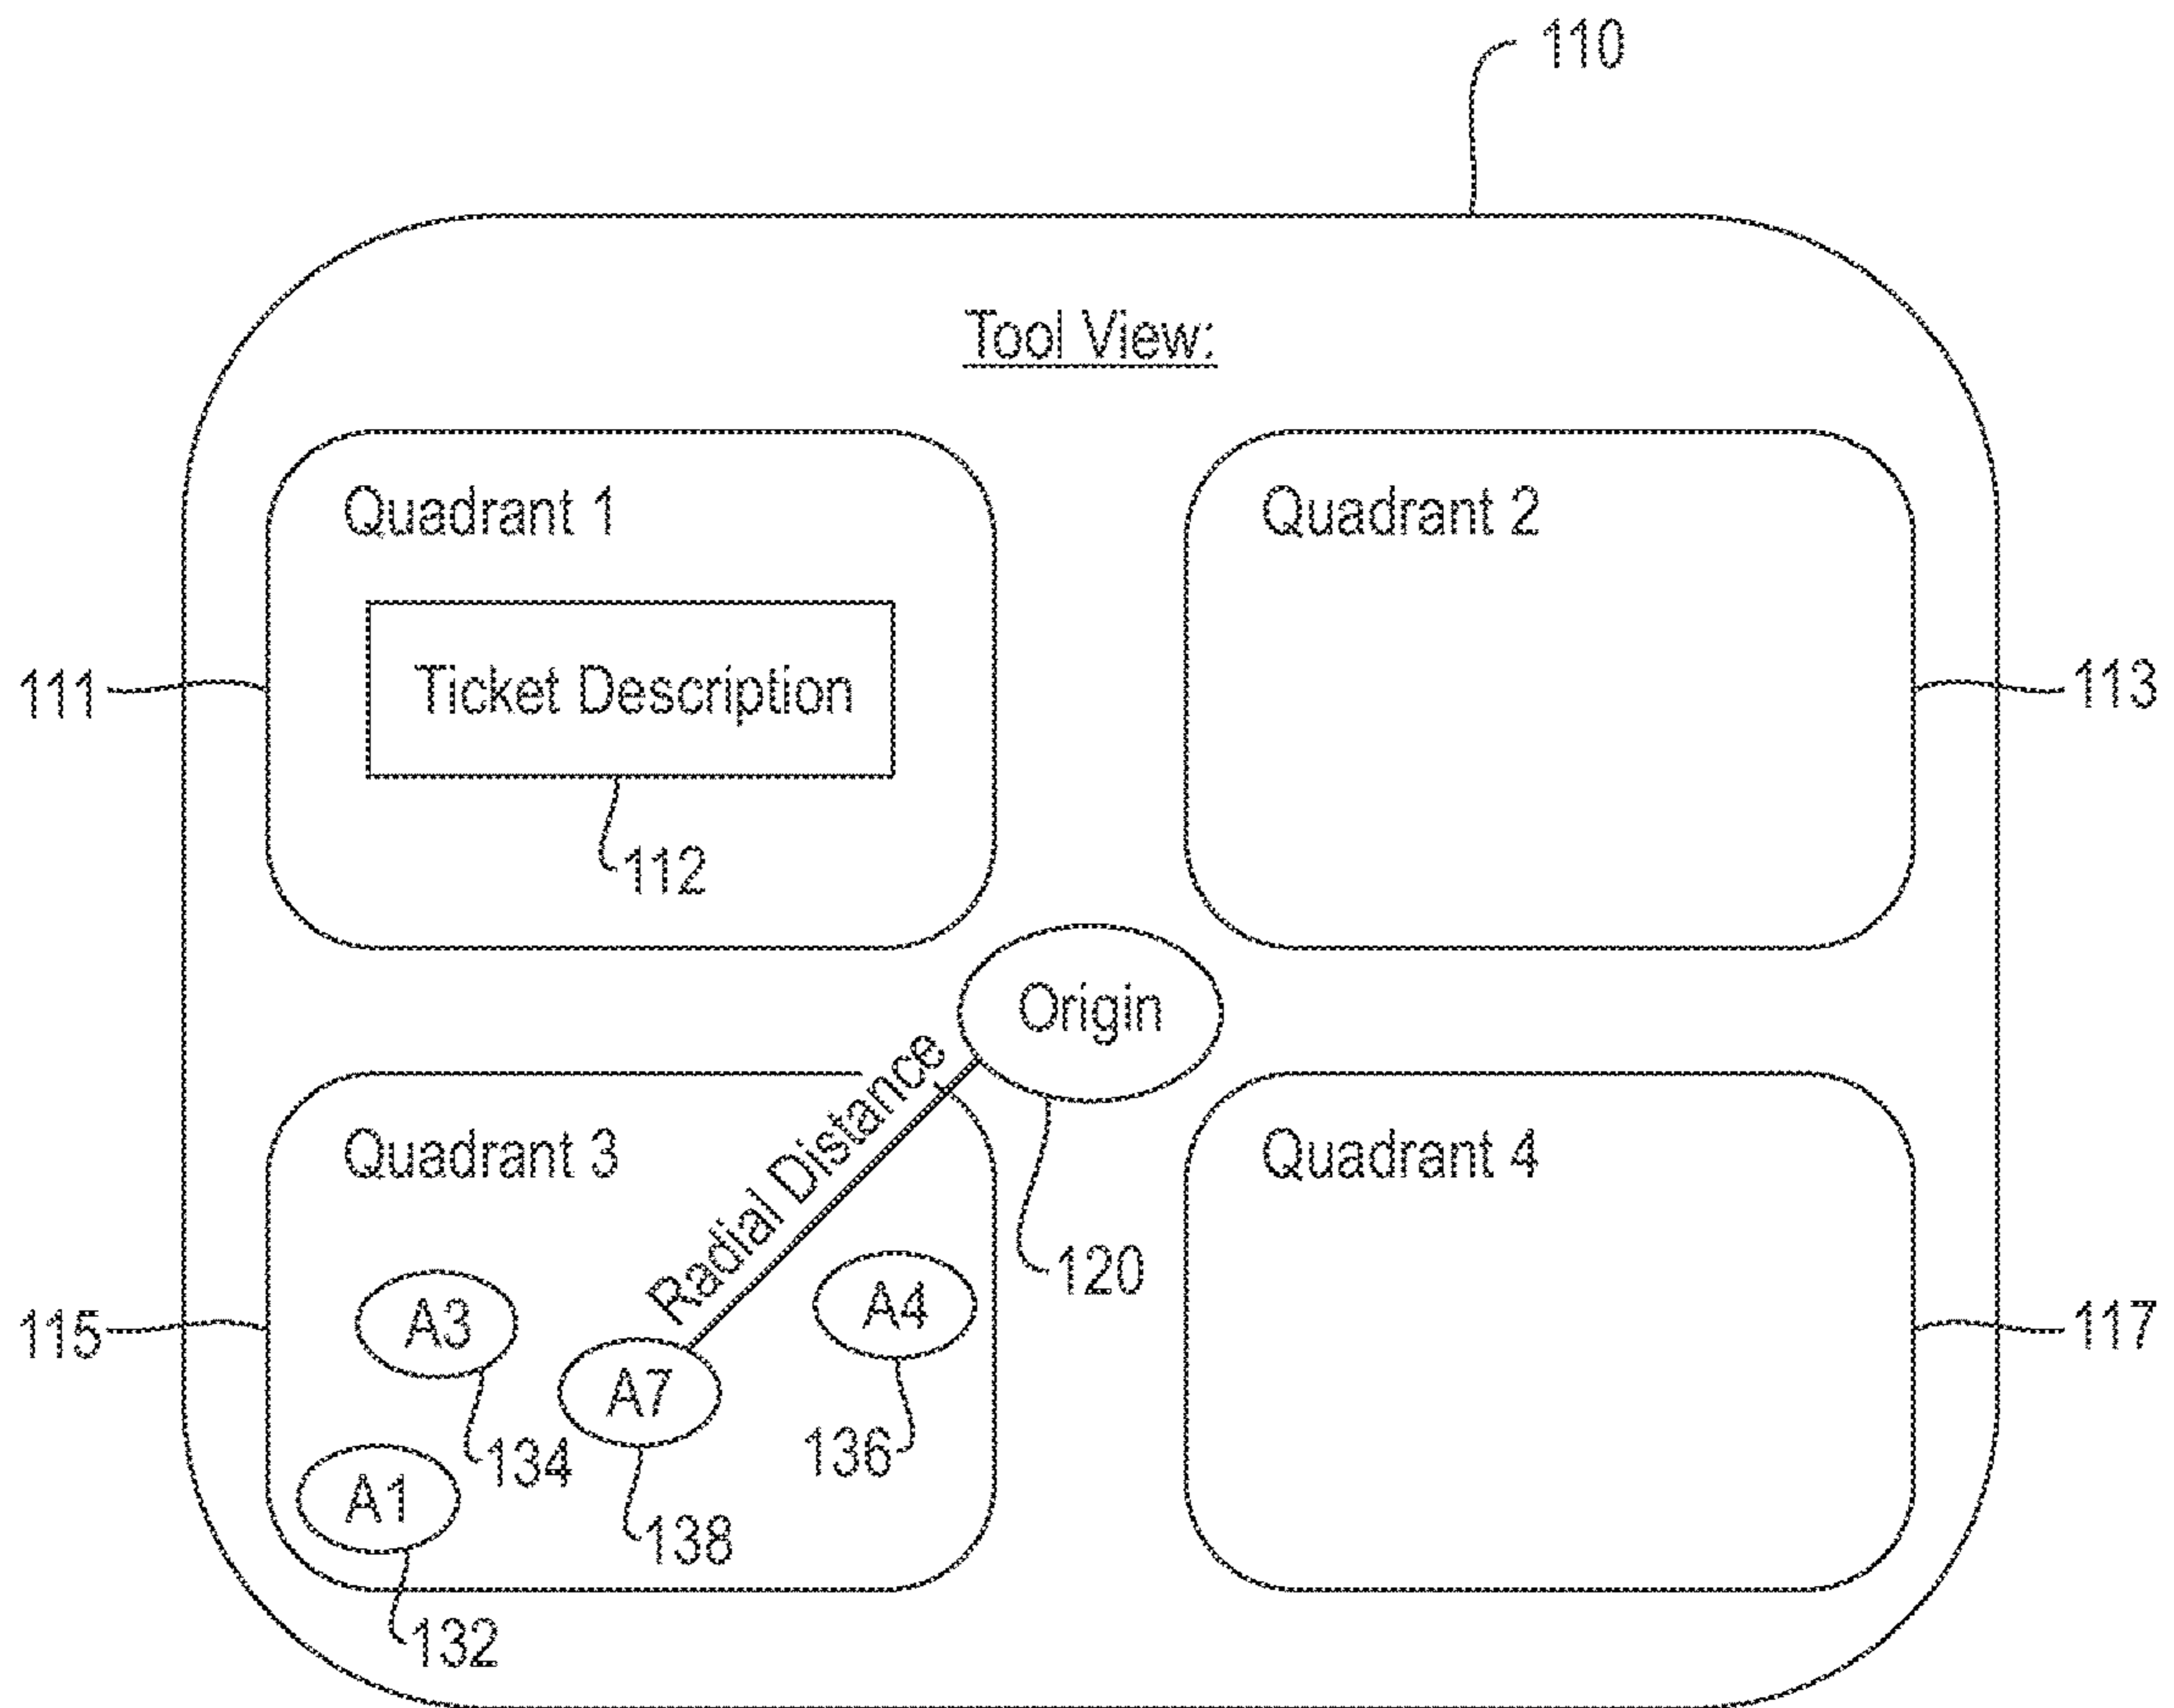 110
Tool View:
Quadrant 1
Quadrant 2
111
Ticket Description
113
112
Origin
Radial Distance
Quadrant 3
Quadrant 4
120
115
A3
A4
117
A7
134
136
A1
138
132